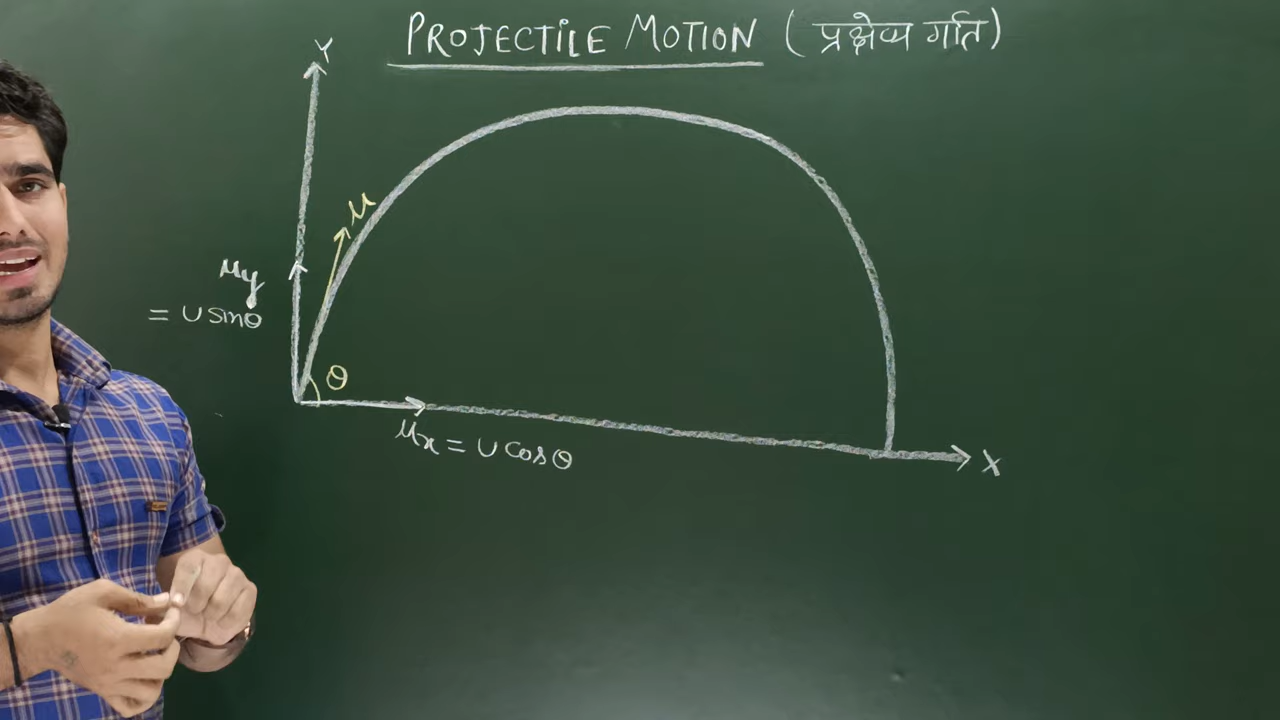 PROJECTILE MOTION (प्रक्षेप्य गति)
Y
u
uy
= u sinθ
θ
ux = u cosθ
X